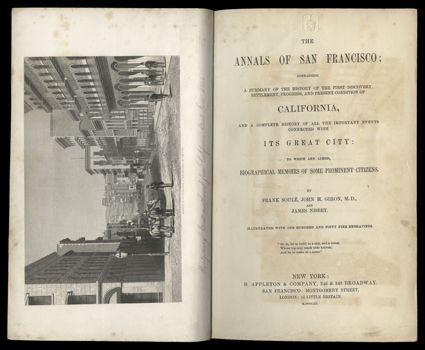 THE
ANNALS OF SAN FRANCISCO;
CONTAINING
A SUMMARY OF THE HISTORY OF THE FIRST DISCOVERY,
SETTLEMENT, PROGRESS, AND PRESENT CONDITION OF
CALIFORNIA,
AND A COMPLETE HISTORY OF ALL THE IMPORTANT EVENTS
CONNECTED WITH
ITS GREAT CITY:
TO WHICH ARE ADDED,
BIOGRAPHICAL MEMOIRS OF SOME PROMINENT CITIZENS.
BY
FRANK SOULÉ, JOHN H. GIHON, M.D.,
AND
JAMES NISBET.
ILLUSTRATED WITH ONE HUNDRED AND FIFTY FINE ENGRAVINGS.
NEW YORK:
D. APPLETON & COMPANY, 346 & 348 BROADWAY.
SAN FRANCISCO: MONTGOMERY STREET.
LONDON: 16 LITTLE BRITAIN.